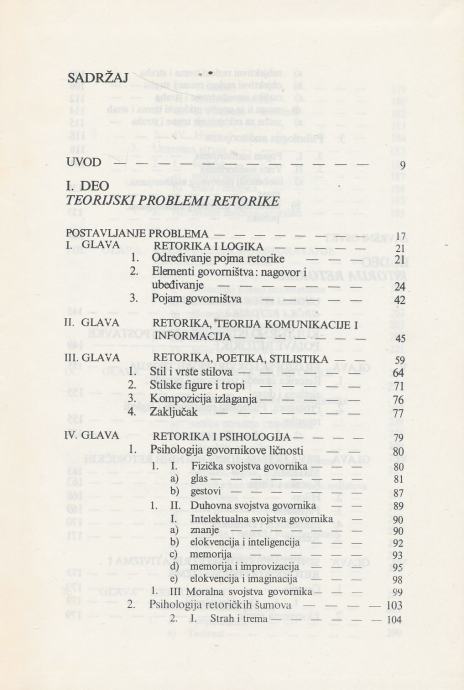 SADRŽAJ
UVOD — — — — — — — — — — — 9
I. DEO
TEORIJSKI PROBLEMI RETORIKE
POSTAVLJANJE PROBLEMA — — — — — — — — 17
I. GLAVA RETORIKA I LOGIKA — — — — — — 21
1. Određivanje pojma retorike — — — — 21
2. Elementi govorništva: nagovor i
ubeđivanje — — — — — — — 24
3. Pojam govorništva — — — — — 42
II. GLAVA RETORIKA, TEORIJA KOMUNIKACIJE I
INFORMACIJA — — — — — — — 45
III. GLAVA RETORIKA, POETIKA, STILISTIKA — — — 59
1. Stil i vrste stilova — — — — — — 64
2. Stilske figure i tropi — — — — — — 71
3. Kompozicija izlaganja — — — — — — 76
4. Zaključak — — — — — — — — 77
IV. GLAVA RETORIKA I PSIHOLOGIJA — — — — 79
1. Psihologija govornikove ličnosti — — — 80
1. I. Fizička svojstva govornika — — — 80
a) glas — — — — — — — — 81
b) gestovi — — — — — — — 87
1. II. Duhovna svojstva govornika — — — 89
I. Intelektualna svojstva govornika — — 90
a) znanje — — — — — — — 90
b) elokvencija i inteligencija — — — 92
c) memorija — — — — — — 93
d) memorija i improvizacija — — — 95
e) elokvencija i imaginacija — — — 98
1. III Moralna svojstva govornika — — — 99
2. Psihologija retoričkih šumova — — — 103
2. I. Strah i trema — — — — — — 104